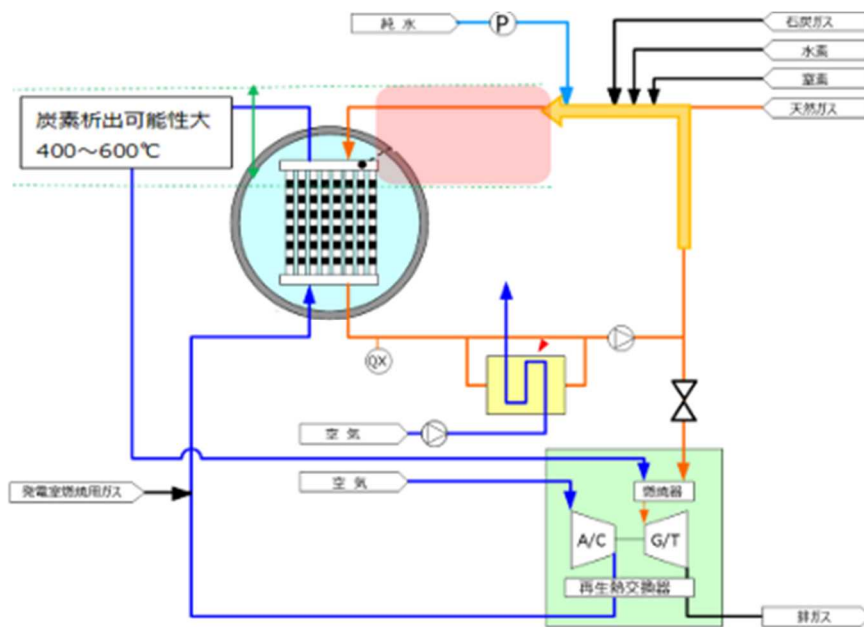 純水
P
石炭ガス
水素
窒素
天然ガス
炭素析出可能性大
400～600℃
QX
空気
発電室燃焼用ガス
空気
燃焼器
A/C
G/T
再生熱交換器
排ガス